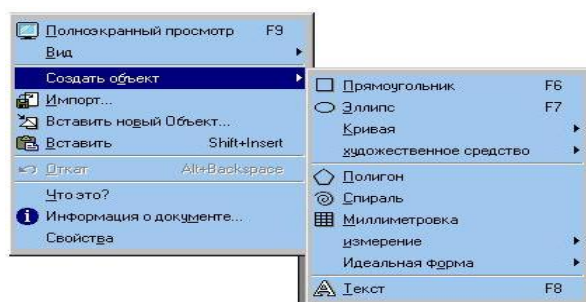 Полноэкранный просмотр F9
Вид
Создать объект
Импорт...
Вставить новый Объект...
Вставить Shift+Insert
Откат Alt+Backspace
Что это?
Информация о документе...
Свойства
Прямоугольник F6
Эллипс F7
Кривая
художественное средство
Полигон
Спираль
Миллиметровка
измерение
Идеальная форма
Текст F8